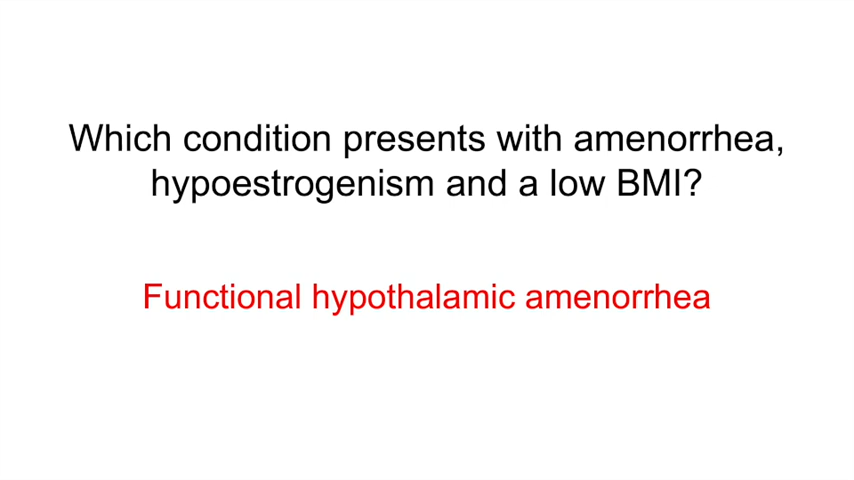 Which condition presents with amenorrhea,
hypoestrogenism and a low BMI?
Functional hypothalamic amenorrhea